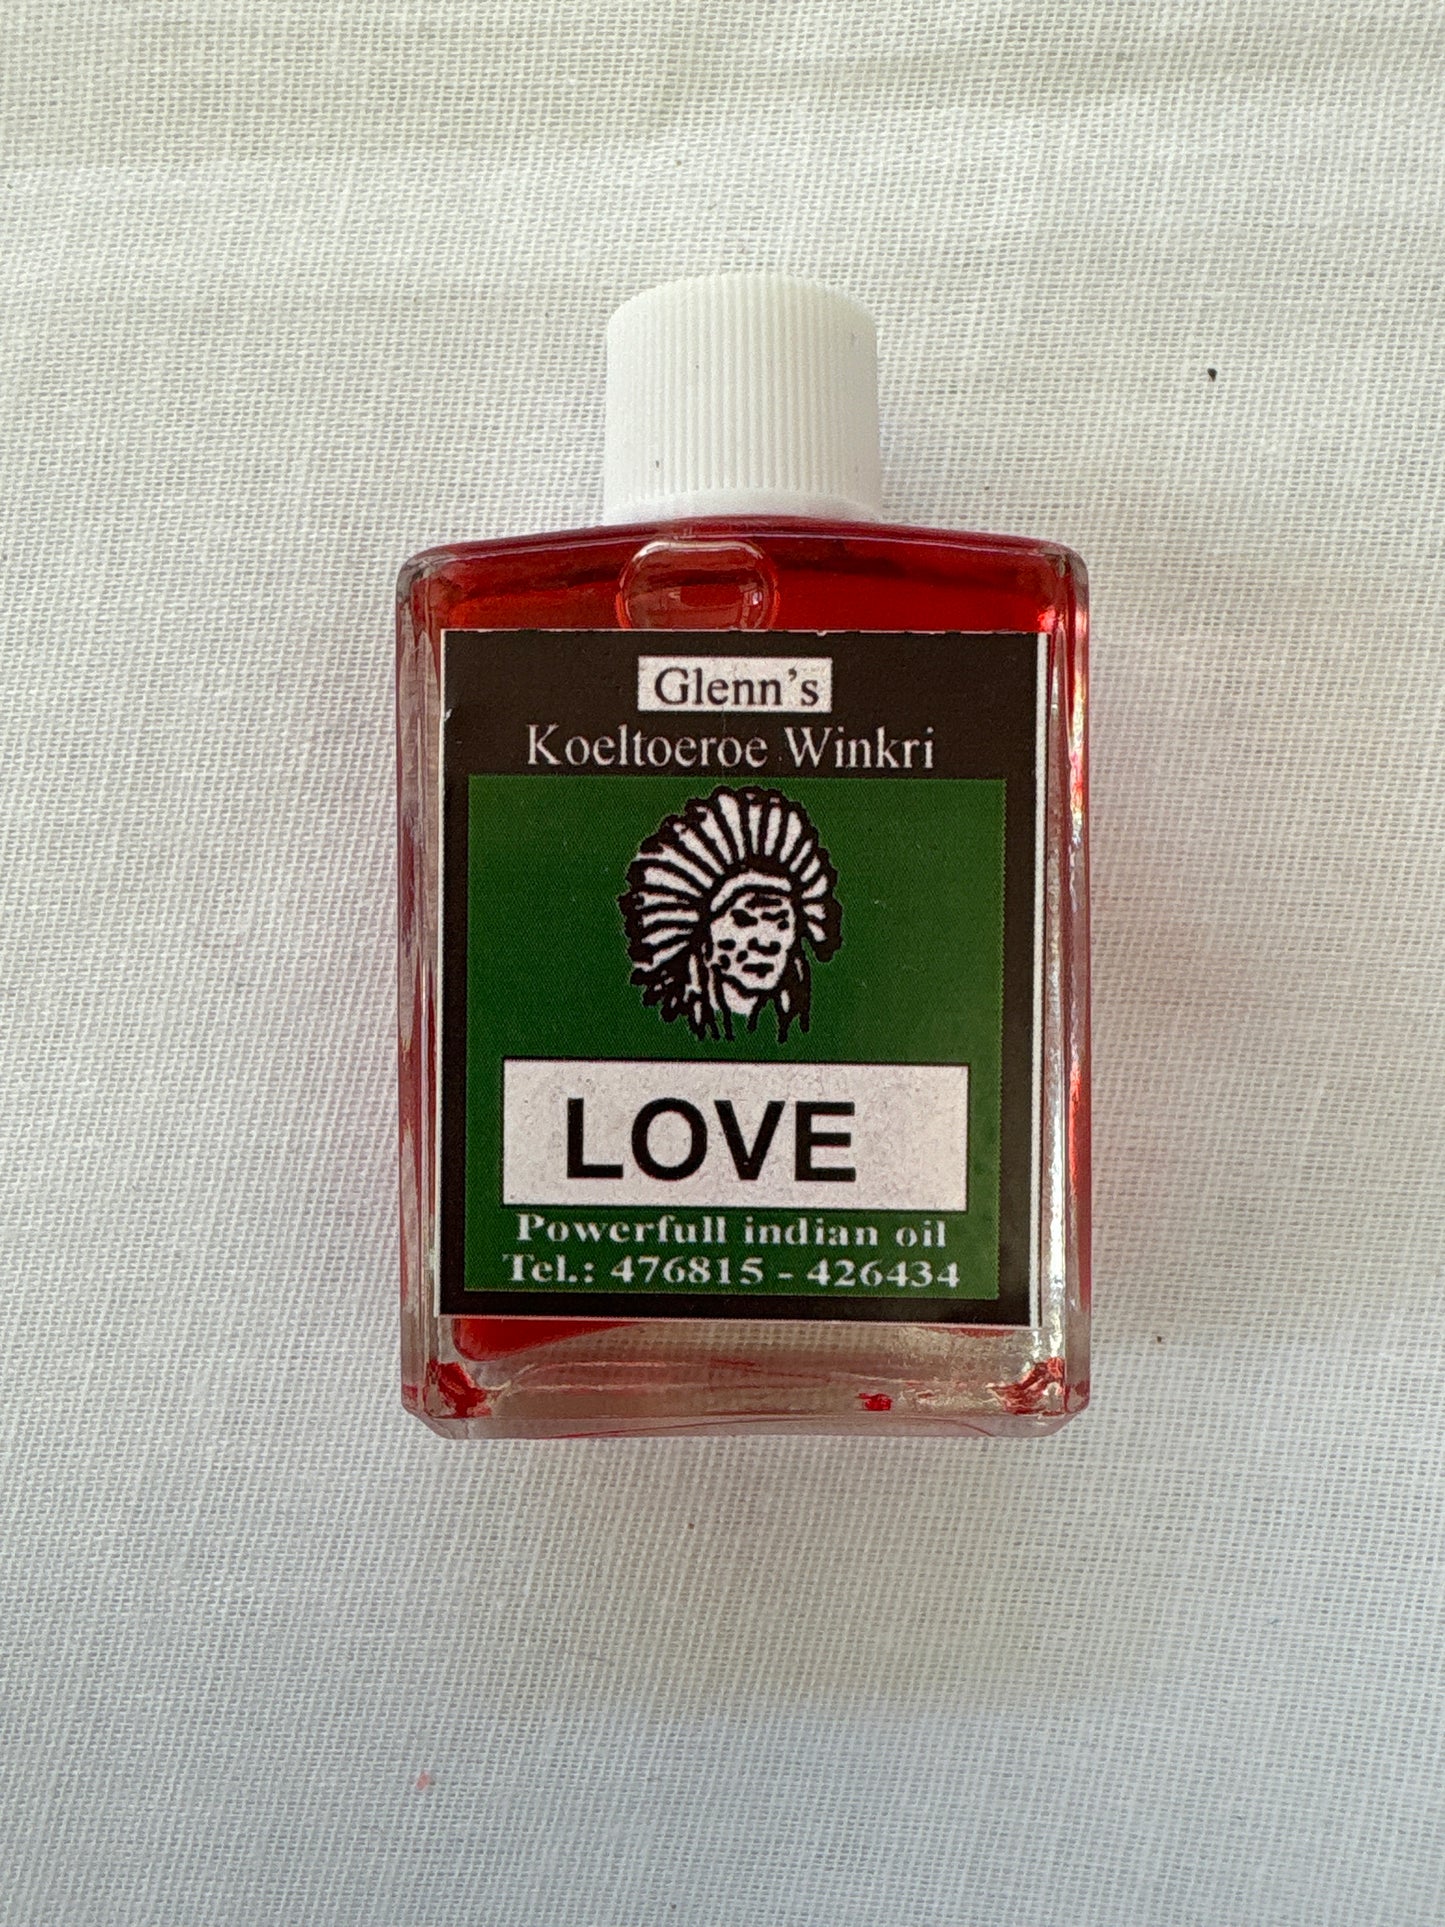 Glenn's
Koeltoeroe Winkri
LOVE
Powerfull indian oil
Tel.: 476815 - 426434